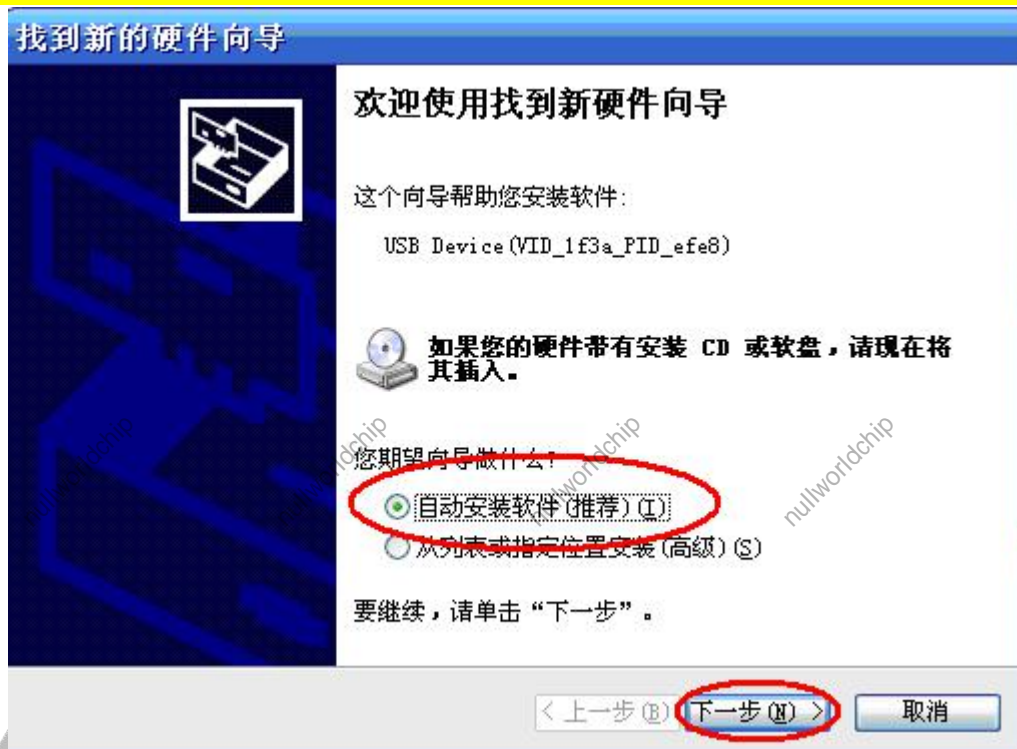 找到新的硬件向导
欢迎使用找到新硬件向导
这个向导帮助您安装软件:
USB Device(VID_1f3a_PID_efe8)
如果您的硬件带有安装 CD 或软盘，请现在将
其插入。
您期望向导做什么?
自动安装软件(推荐)(I)
从列表或指定位置安装(高级)(S)
要继续，请单击“下一步”。
< 上一步(B)
下一步(N) >
取消
nullworldchip